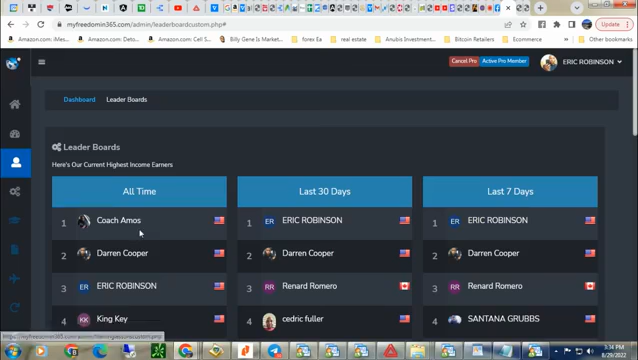 myfreedomin365.com/admin/leaderboardcustom.php#
Update
Amazon.com
Amazon.com: Deto...
Amazon.com: Cell S...
Billy Gene Is Market...
forex Ea
real estate
Anubis Investment C...
Bitcoin Retailers
Ecommerce
Other bookmarks
Cancel Pro
Active Pro Member
ERIC ROBINSON
Dashboard
Leader Boards
Leader Boards
Here's Our Current Highest Income Earners
All Time
Last 30 Days
Last 7 Days
1 Coach Amos
1 ER ERIC ROBINSON
1 ER ERIC ROBINSON
2 Darren Cooper
2 Darren Cooper
2 Darren Cooper
3 ER ERIC ROBINSON
3 RR Renard Romero
3 RR Renard Romero
4 KK King Key
4 cedric fuller
4 SANTANA GRUBBS
3:34 PM
8/29/2022